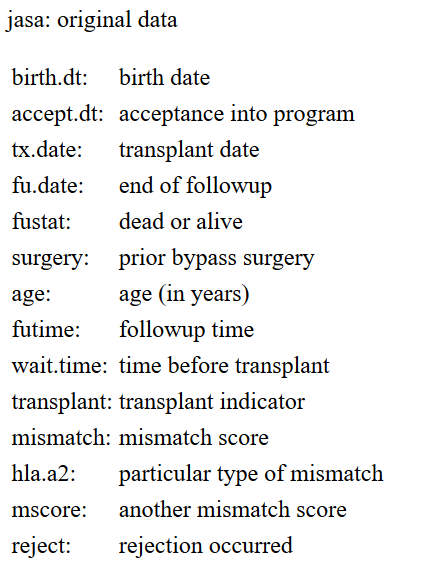 jasa: original data
birth.dt: birth date
accept.dt: acceptance into program
tx.date: transplant date
fu.date: end of followup
fustat: dead or alive
surgery: prior bypass surgery
age: age (in years)
futime: followup time
wait.time: time before transplant
transplant: transplant indicator
mismatch: mismatch score
hla.a2: particular type of mismatch
mscore: another mismatch score
reject: rejection occurred